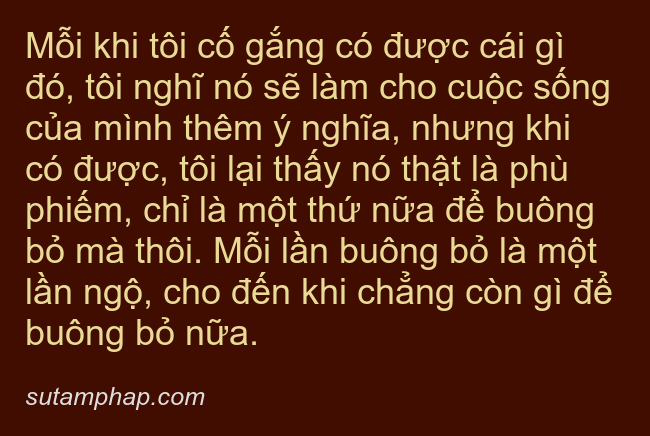 Mỗi khi tôi cố gắng có được cái gì
đó, tôi nghĩ nó sẽ làm cho cuộc sống
của mình thêm ý nghĩa, nhưng khi
có được, tôi lại thấy nó thật là phù
phiếm, chỉ là một thứ nữa để buông
bỏ mà thôi. Mỗi lần buông bỏ là một
lần ngộ, cho đến khi chẳng còn gì để
buông bỏ nữa.
sutamphap.com